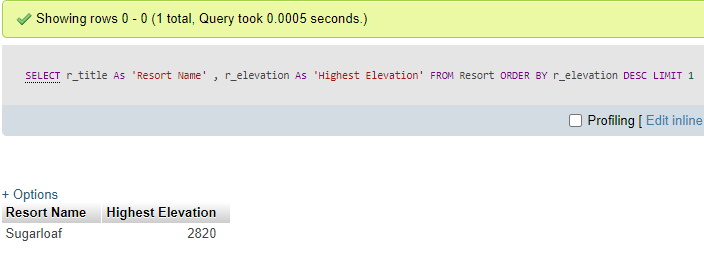 Showing rows 0 - 0 (1 total, Query took 0.0005 seconds.)
SELECT r_title As 'Resort Name' , r_elevation As 'Highest Elevation' FROM Resort ORDER BY r_elevation DESC LIMIT 1
Profiling [ Edit inline
+ Options
Resort Name Highest Elevation
Sugarloaf 2820